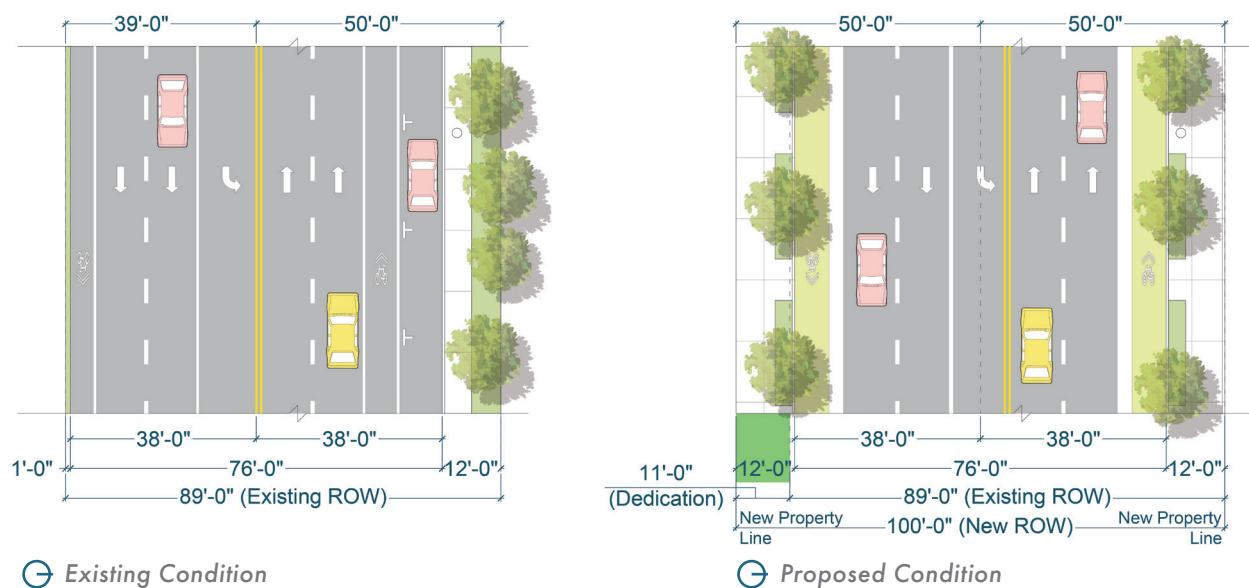 39'-0"
50'-0"
38'-0"
38'-0"
1'-0"
76'-0"
12'-0"
89'-0" (Existing ROW)
Existing Condition
50'-0"
50'-0"
38'-0"
38'-0"
11'-0"
(Dedication)
12'-0"
76'-0"
12'-0"
89'-0" (Existing ROW)
New Property
Line
100'-0" (New ROW)
New Property
Line
Proposed Condition